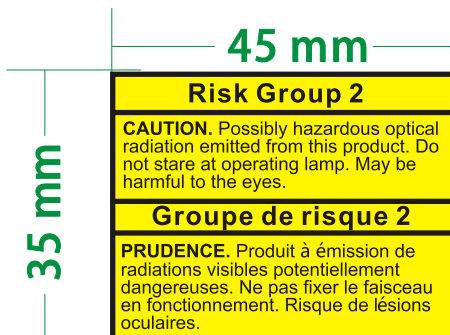 45 mm
35 mm
Risk Group 2
CAUTION. Possibly hazardous optical
radiation emitted from this product. Do
not stare at operating lamp. May be
harmful to the eyes.
Groupe de risque 2
PRUDENCE. Produit à émission de
radiations visibles potentiellement
dangereuses. Ne pas fixer le faisceau
en fonctionnement. Risque de lésions
oculaires.